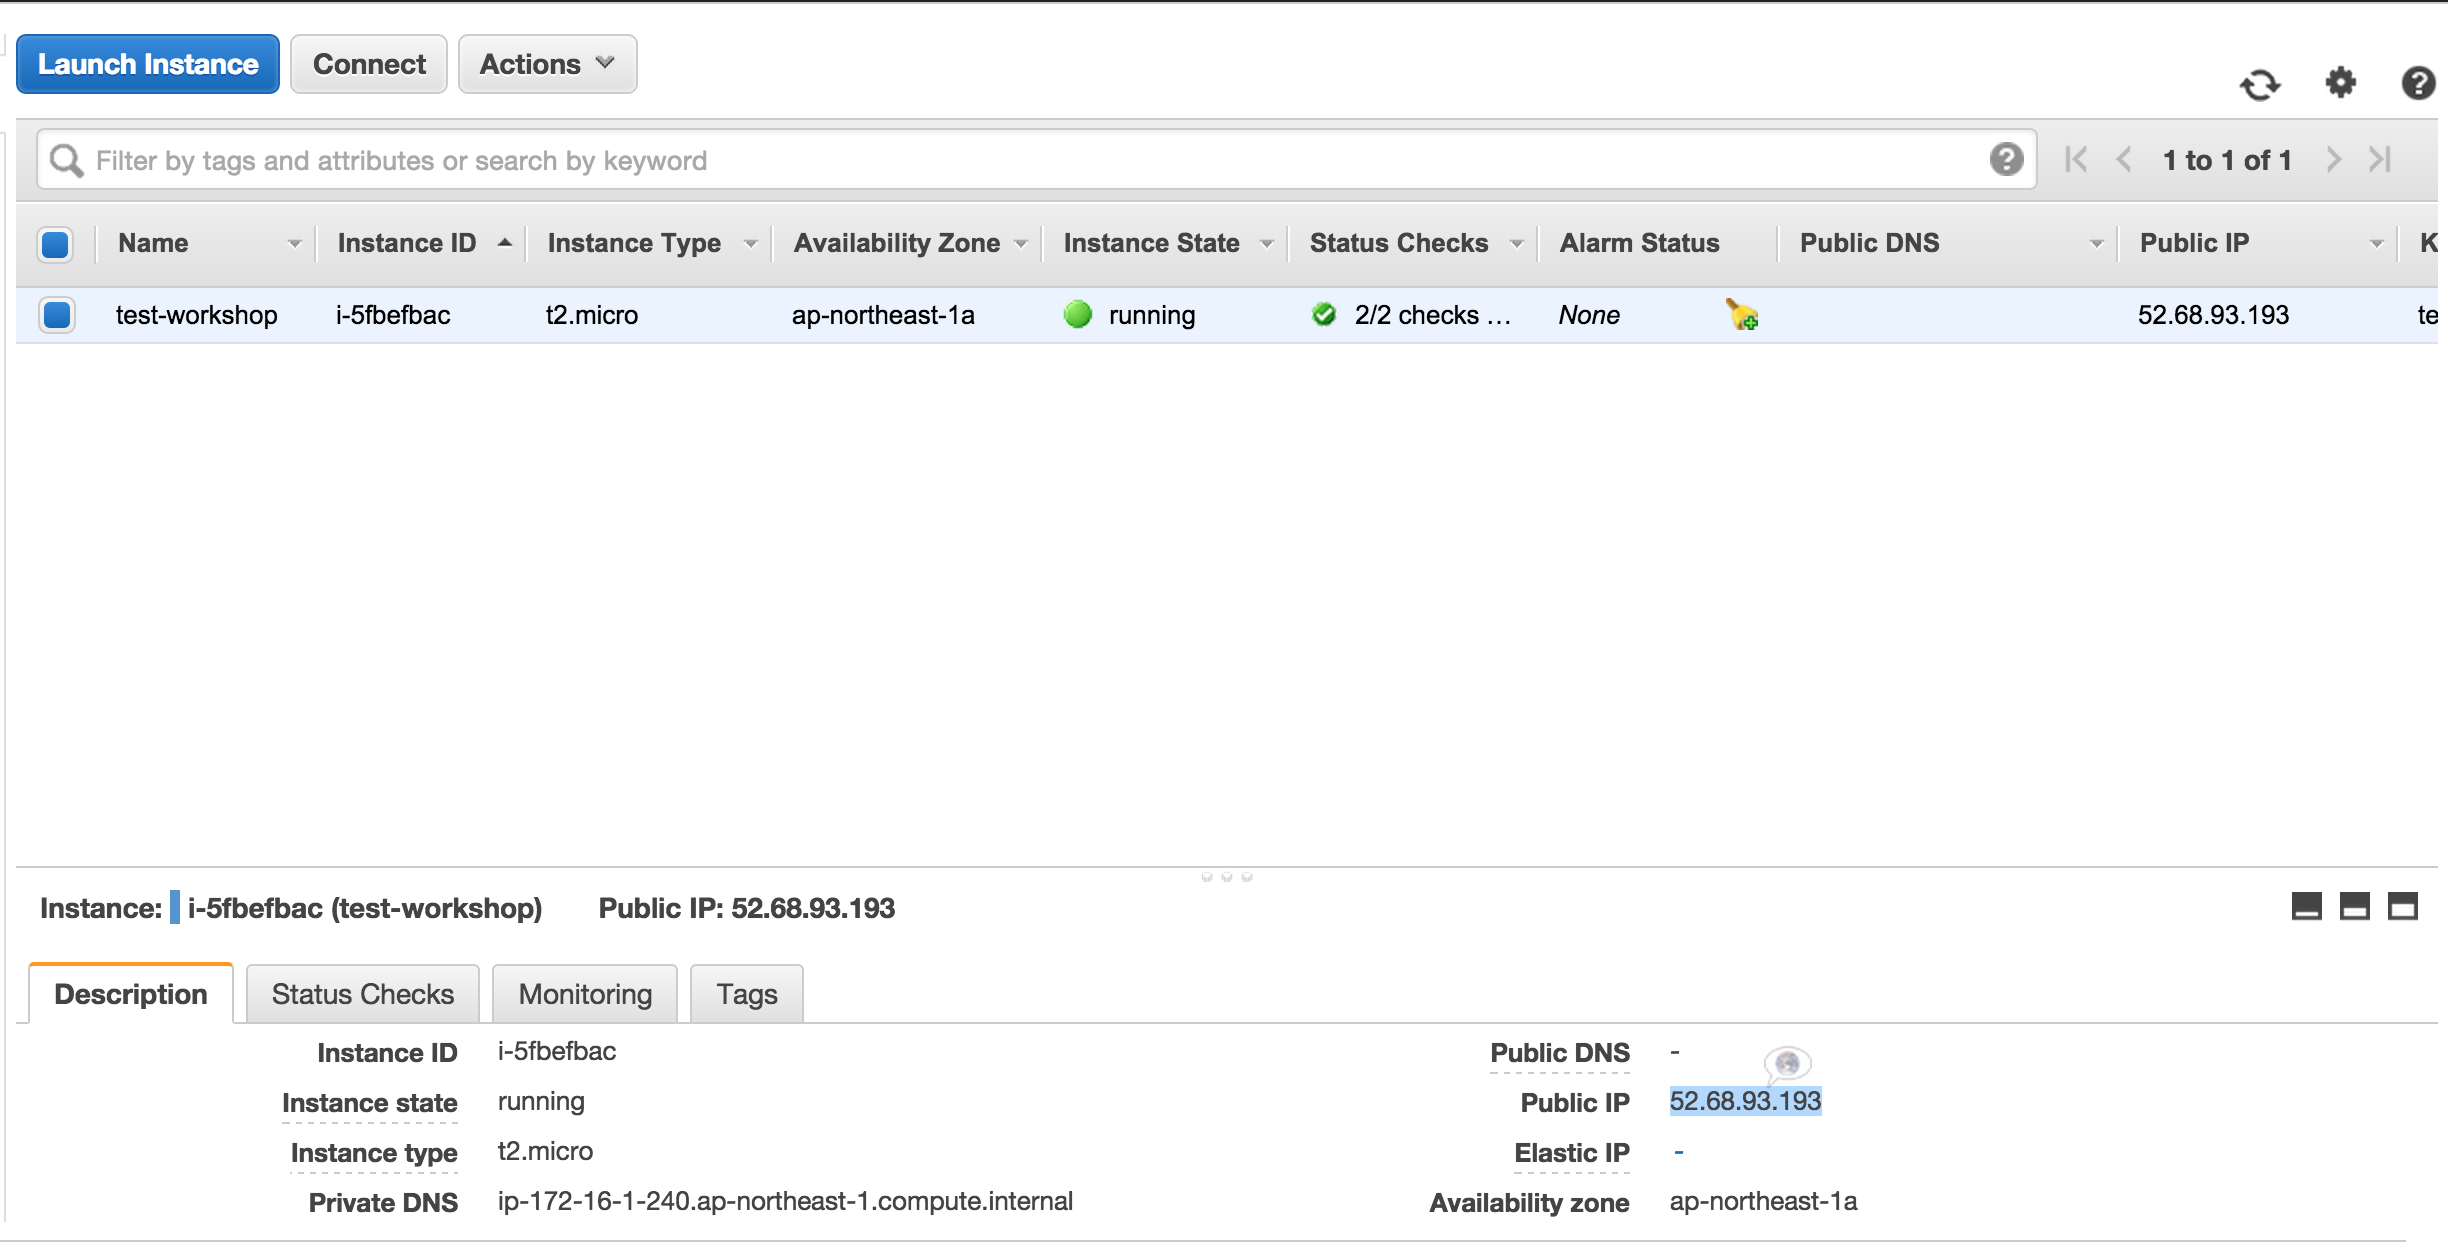 Launch Instance Connect Actions
Filter by tags and attributes or search by keyword ? 1 to 1 of 1 ?
Name Instance ID Instance Type Availability Zone Instance State Status Checks Alarm Status Public DNS Public IP K
test-workshop i-5fbefbac t2.micro ap-northeast-1a running 2/2 checks ... None 52.68.93.193 te
Instance: i-5fbefbac (test-workshop) Public IP: 52.68.93.193
Description Status Checks Monitoring Tags
Instance ID i-5fbefbac Public DNS -
Instance state running Public IP 52.68.93.193
Instance type t2.micro Elastic IP -
Private DNS ip-172-16-1-240.ap-northeast-1.compute.internal Availability zone ap-northeast-1a